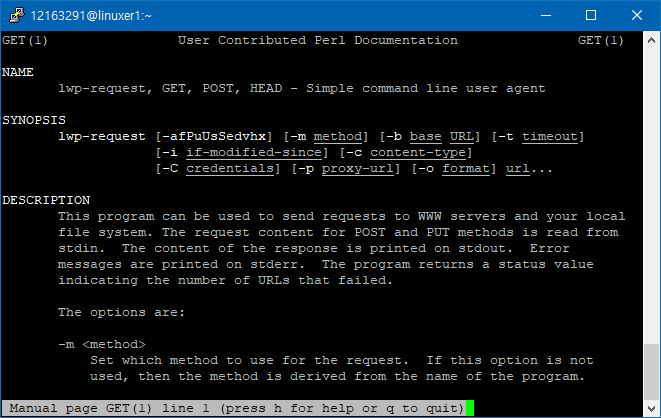 12163291@linuxer1:~
GET(1) User Contributed Perl Documentation GET(1)
NAME
lwp-request, GET, POST, HEAD - Simple command line user agent
SYNOPSIS
lwp-request [-afPuUsSedvhx] [-m method] [-b base URL] [-t timeout]
[-i if-modified-since] [-c content-type]
[-C credentials] [-p proxy-url] [-o format] url...
DESCRIPTION
This program can be used to send requests to WWW servers and your local
file system. The request content for POST and PUT methods is read from
stdin.  The content of the response is printed on stdout.  Error
messages are printed on stderr.  The program returns a status value
indicating the number of URLs that failed.
The options are:
-m <method>
Set which method to use for the request.  If this option is not
used, then the method is derived from the name of the program.
Manual page GET(1) line 1 (press h for help or q to quit)